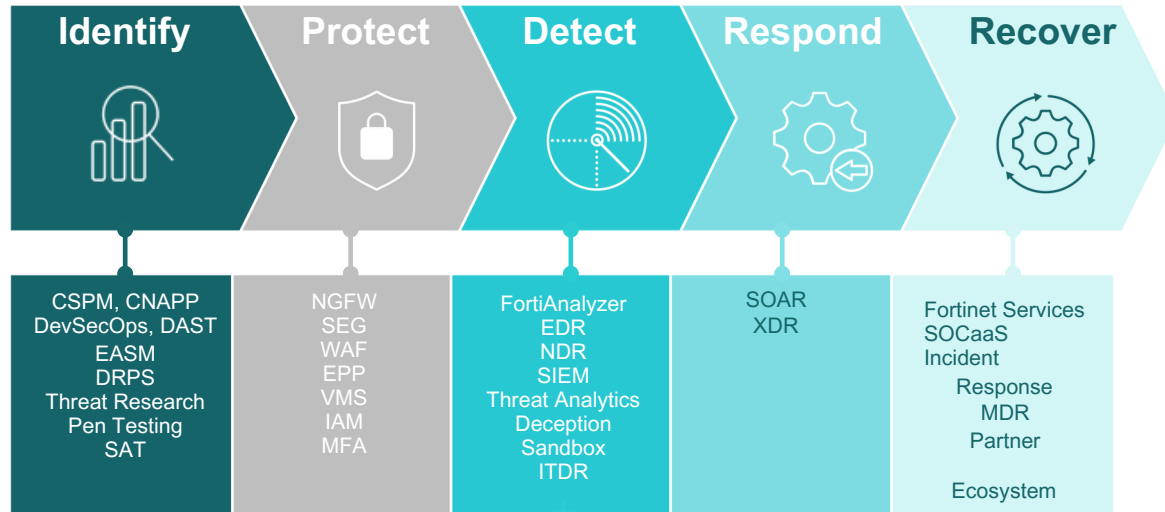 Identify
Protect
Detect
Respond
Recover
CSPM, CNAPP
DevSecOps, DAST
EASM
DRPS
Threat Research
Pen Testing
SAT
NGFW
SEG
WAF
EPP
VMS
IAM
MFA
FortiAnalyzer
EDR
NDR
SIEM
Threat Analytics
Deception
Sandbox
ITDR
SOAR
XDR
Fortinet Services
SOCaaS
Incident
Response
MDR
Partner
Ecosystem